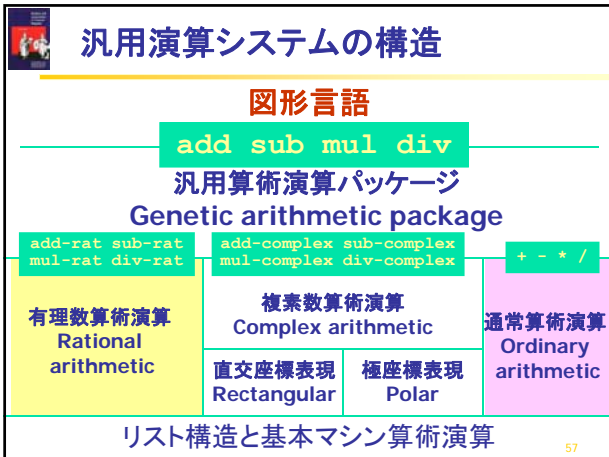 汎用演算システムの構造
図形言語
add sub mul div
汎用算術演算パッケージ
Genetic arithmetic package
add-rat sub-rat
mul-rat div-rat
add-complex sub-complex
mul-complex div-complex
+ - * /
有理数算術演算
Rational
arithmetic
複素数算術演算
Complex arithmetic
直交座標表現
Rectangular
極座標表現
Polar
通常算術演算
Ordinary
arithmetic
リスト構造と基本マシン算術演算
57